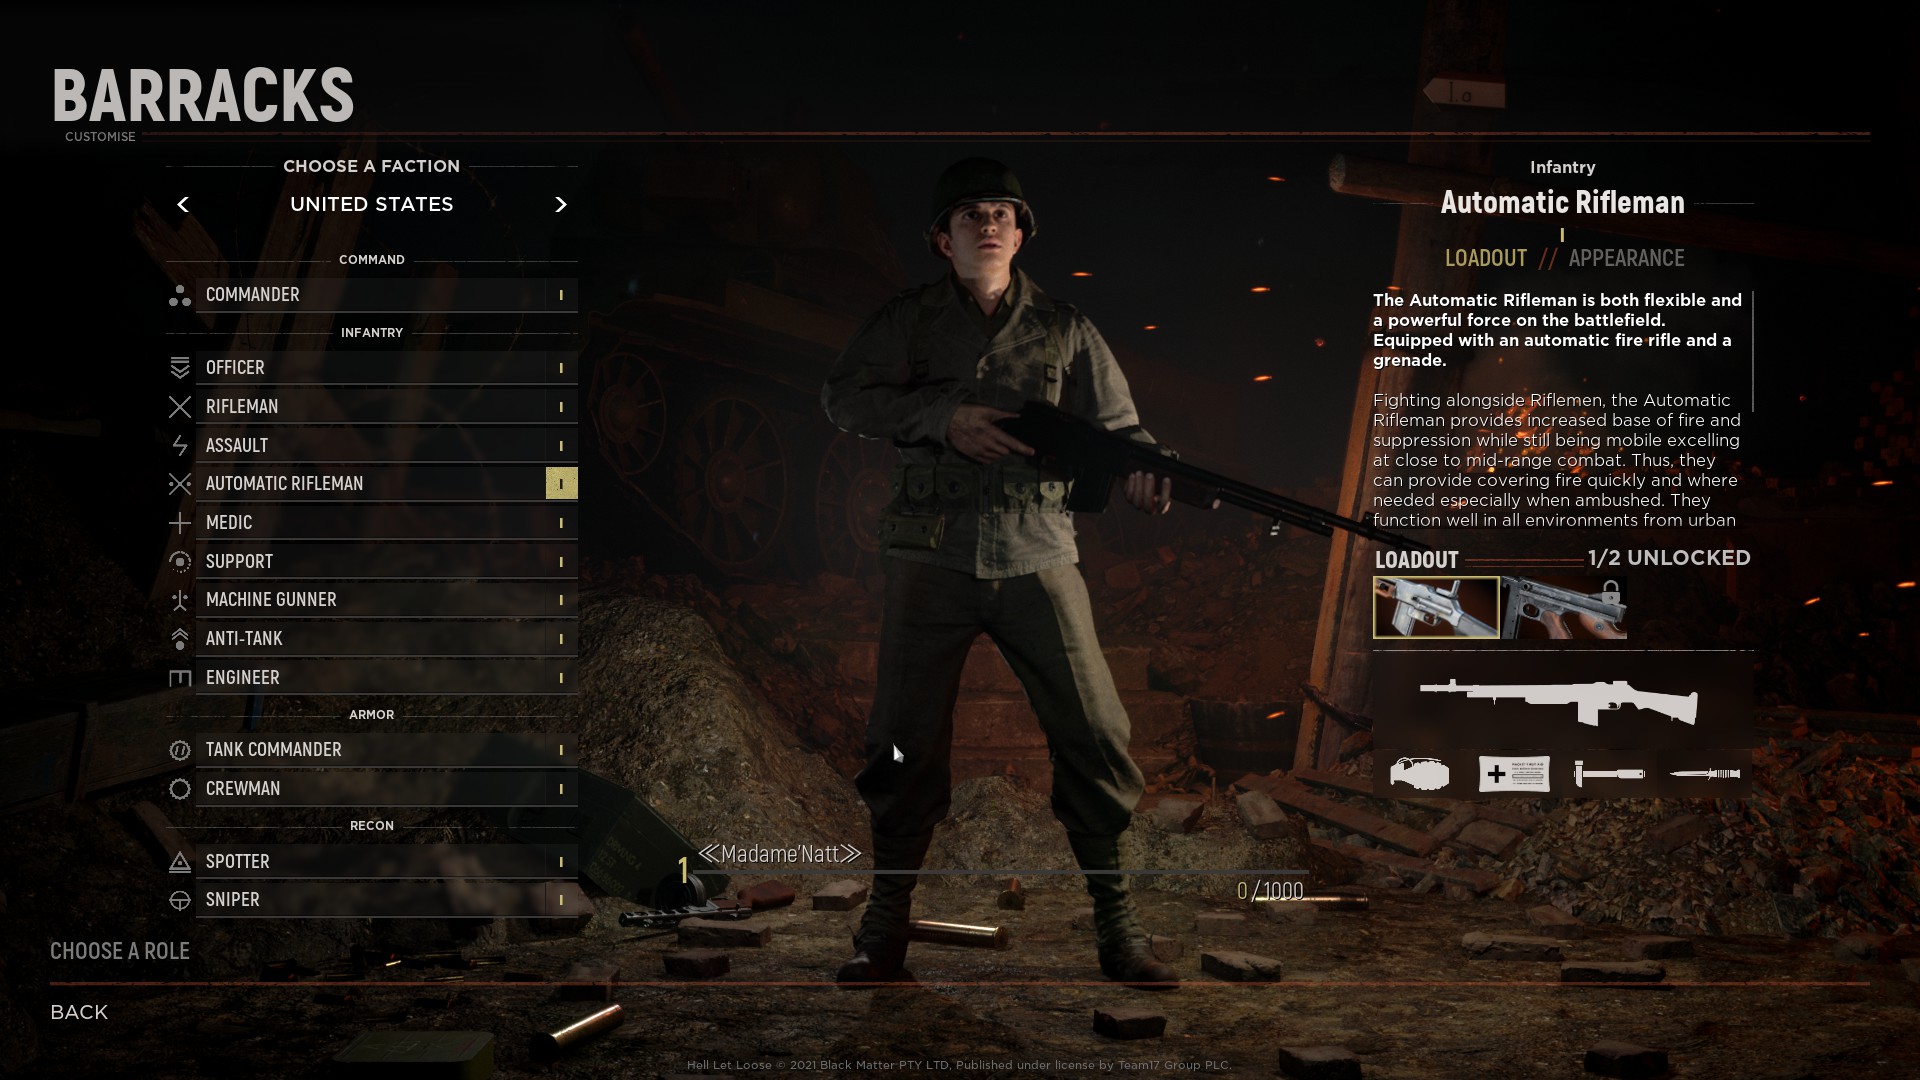 BARRACKS
CUSTOMISE
CHOOSE A FACTION
UNITED STATES
COMMAND
COMMANDER I
INFANTRY
OFFICER I
RIFLEMAN I
ASSAULT I
AUTOMATIC RIFLEMAN I
MEDIC I
SUPPORT I
MACHINE GUNNER I
ANTI-TANK I
ENGINEER I
ARMOR
TANK COMMANDER I
CREWMAN I
RECON
SPOTTER I
SNIPER I
CHOOSE A ROLE
BACK
1 ≪Madame'Natt≫
0/1000
Infantry
Automatic Rifleman
I
LOADOUT // APPEARANCE
The Automatic Rifleman is both flexible and
a powerful force on the battlefield.
Equipped with an automatic fire rifle and a
grenade.
Fighting alongside Riflemen, the Automatic
Rifleman provides increased base of fire and
suppression while still being mobile excelling
at close to mid-range combat. Thus, they
can provide covering fire quickly and where
needed especially when ambushed. They
function well in all environments from urban
LOADOUT 1/2 UNLOCKED
Hell Let Loose © 2021 Black Matter PTY LTD, Published under license by Team17 Group PLC.